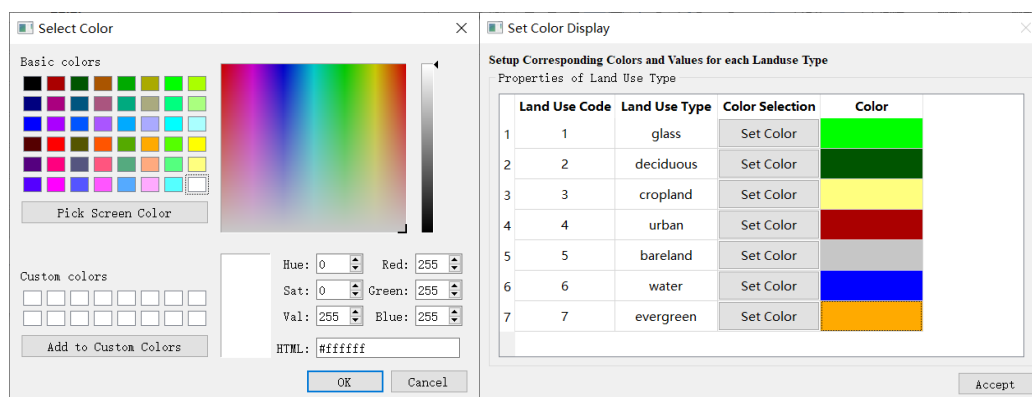 Select Color
Basic colors
Pick Screen Color
Custom colors
Add to Custom Colors
Hue: 0 Red: 255
Sat: 0 Green: 255
Val: 255 Blue: 255
HTML: #ffffff
OK Cancel
Set Color Display
Setup Corresponding Colors and Values for each Landuse Type
Properties of Land Use Type
Land Use Code Land Use Type Color Selection Color
1 1 glass Set Color
2 2 deciduous Set Color
3 3 cropland Set Color
4 4 urban Set Color
5 5 bareland Set Color
6 6 water Set Color
7 7 evergreen Set Color
Accept